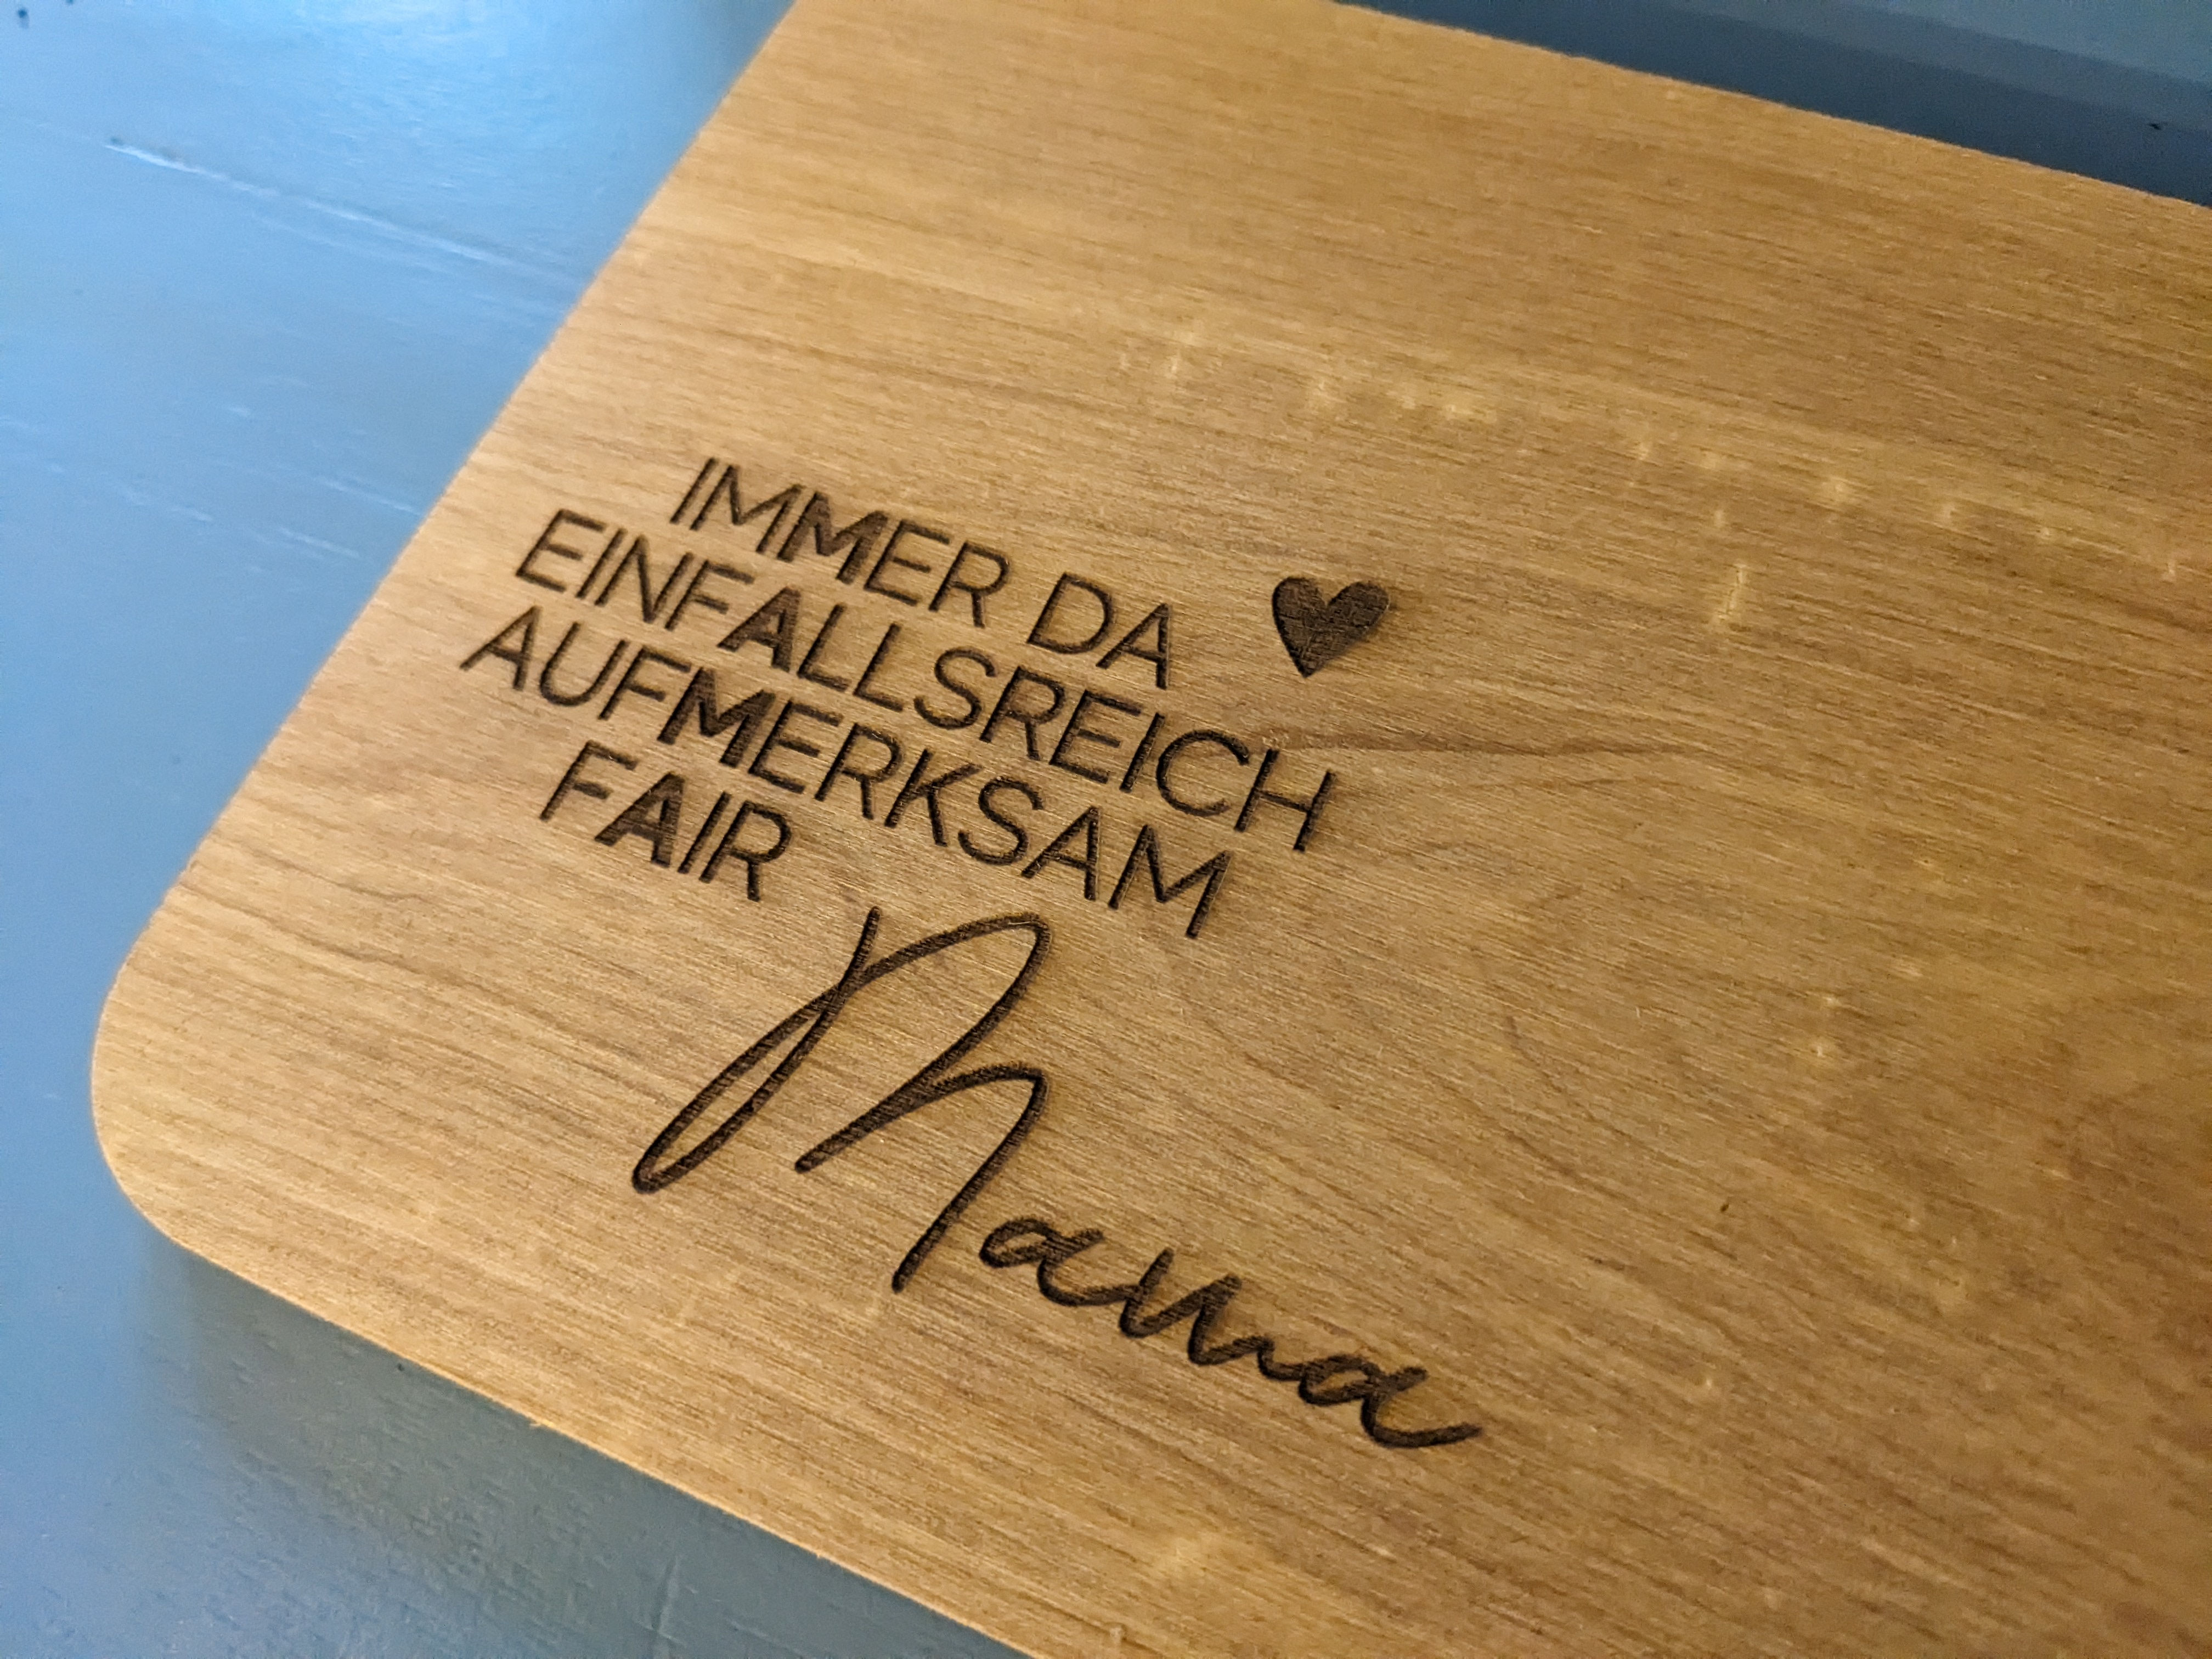 IMMER DA
EINFALLSREICH
AUFMERKSAM
FAIR
Mama